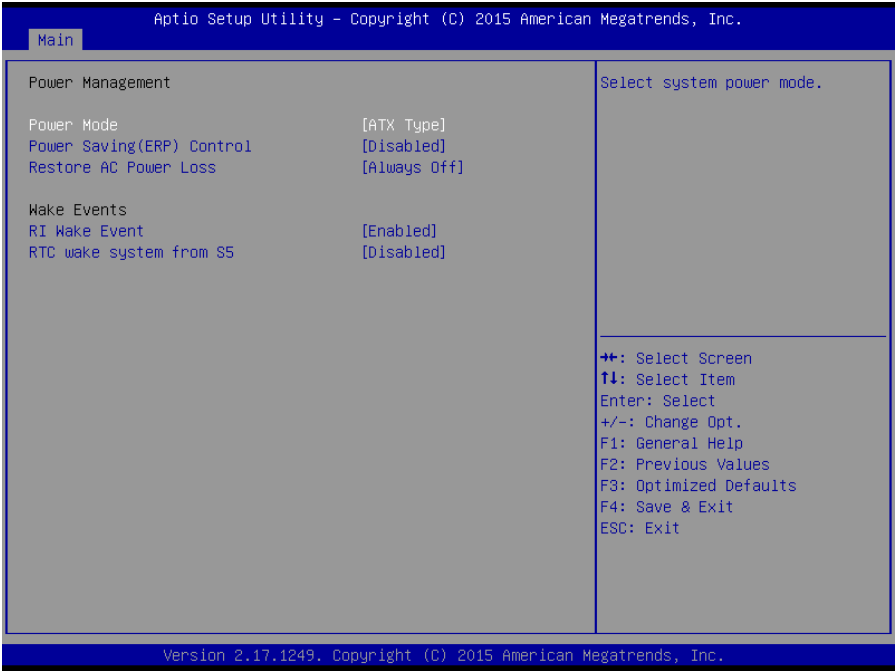 Aptio Setup Utility – Copyright (C) 2015 American Megatrends, Inc.
Main
Power Management
Power Mode [ATX Type]
Power Saving(ERP) Control [Disabled]
Restore AC Power Loss [Always Off]
Wake Events
RI Wake Event [Enabled]
RTC wake system from S5 [Disabled]
Select system power mode.
→←: Select Screen
↑↓: Select Item
Enter: Select
+/-: Change Opt.
F1: General Help
F2: Previous Values
F3: Optimized Defaults
F4: Save & Exit
ESC: Exit
Version 2.17.1249. Copyright (C) 2015 American Megatrends, Inc.